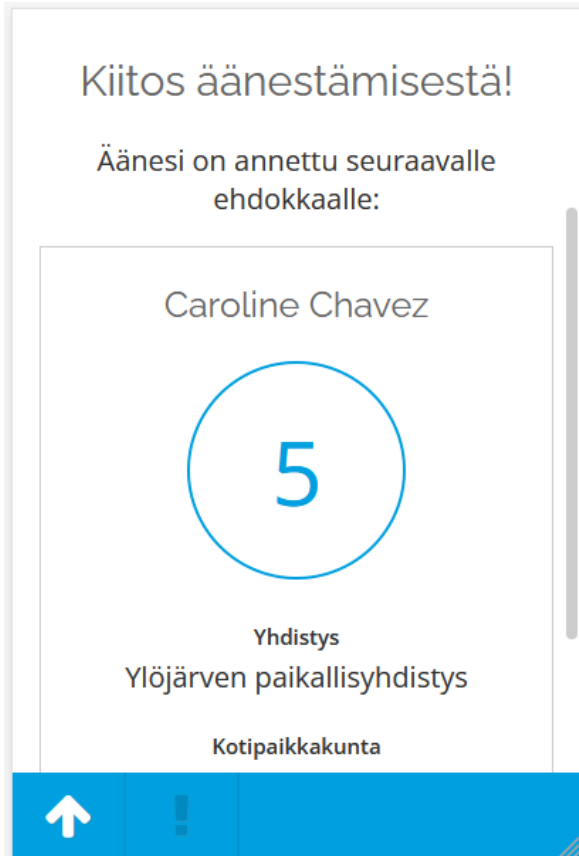 Kiitos äänestämisestä!
Äänesi on annettu seuraavalle
ehdokkaalle:
Caroline Chavez
5
Yhdistys
Ylöjärven paikallisyhdistys
Kotipaikkakunta
!